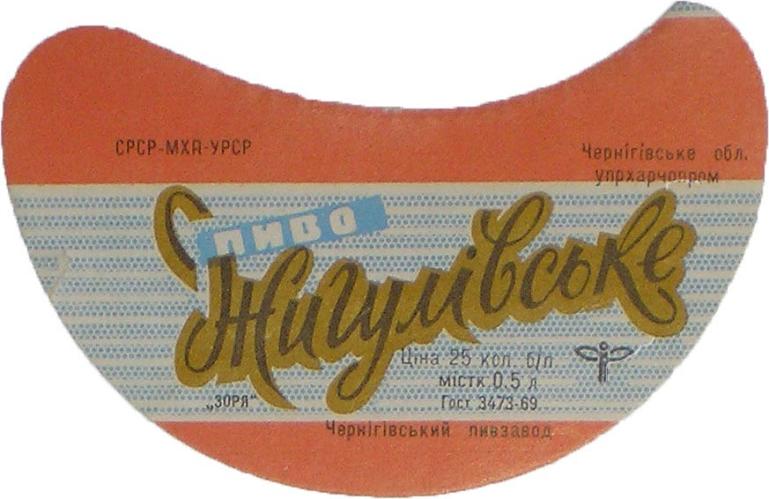 СРСР-МХП-УРСР
Чернігівське обл.
упрхарчопром
пиво
Жигулівське
Ціна 25 коп. б/п
містк 0,5 л
„ЗОРЯ“
Гост 3473-69
Чернігівський пивзавод